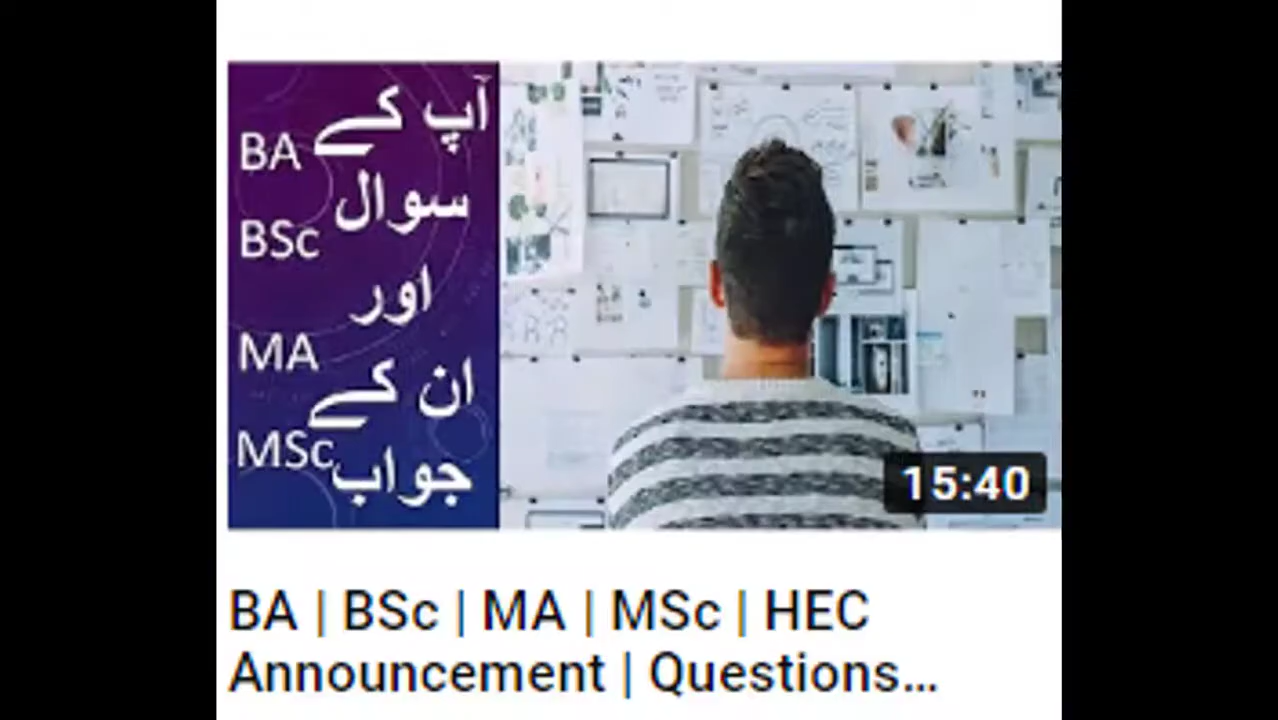 آپ کے
BA
سوال
BSc
اور
MA
ان کے
MSc
جواب
15:40
BA | BSc | MA | MSc | HEC
Announcement | Questions...